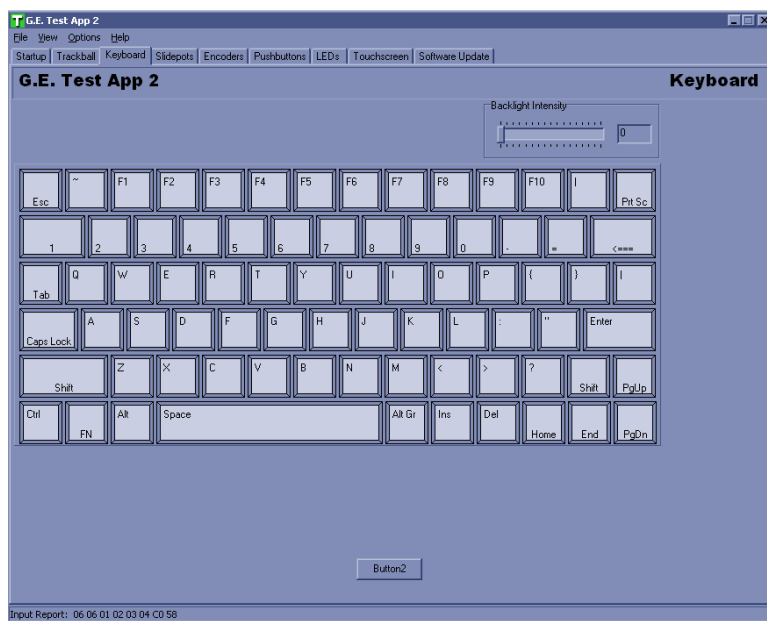 G.E. Test App 2
File View Options Help
Startup Trackball Keyboard Slidepots Encoders Pushbuttons LEDs Touchscreen Software Update
G.E. Test App 2 Keyboard
Backlight Intensity
0
Esc ~ F1 F2 F3 F4 F5 F6 F7 F8 F9 F10 | Prt Sc
1 2 3 4 5 6 7 8 9 0 - = <===
Tab Q W E R T Y U I O P { } |
Caps Lock A S D F G H J K L : " Enter
Shift Z X C V B N M < > ? Shift PgUp
Ctrl FN Alt Space Alt Gr Ins Del Home End PgDn
Button2
Input Report: 06 06 01 02 03 04 C0 58